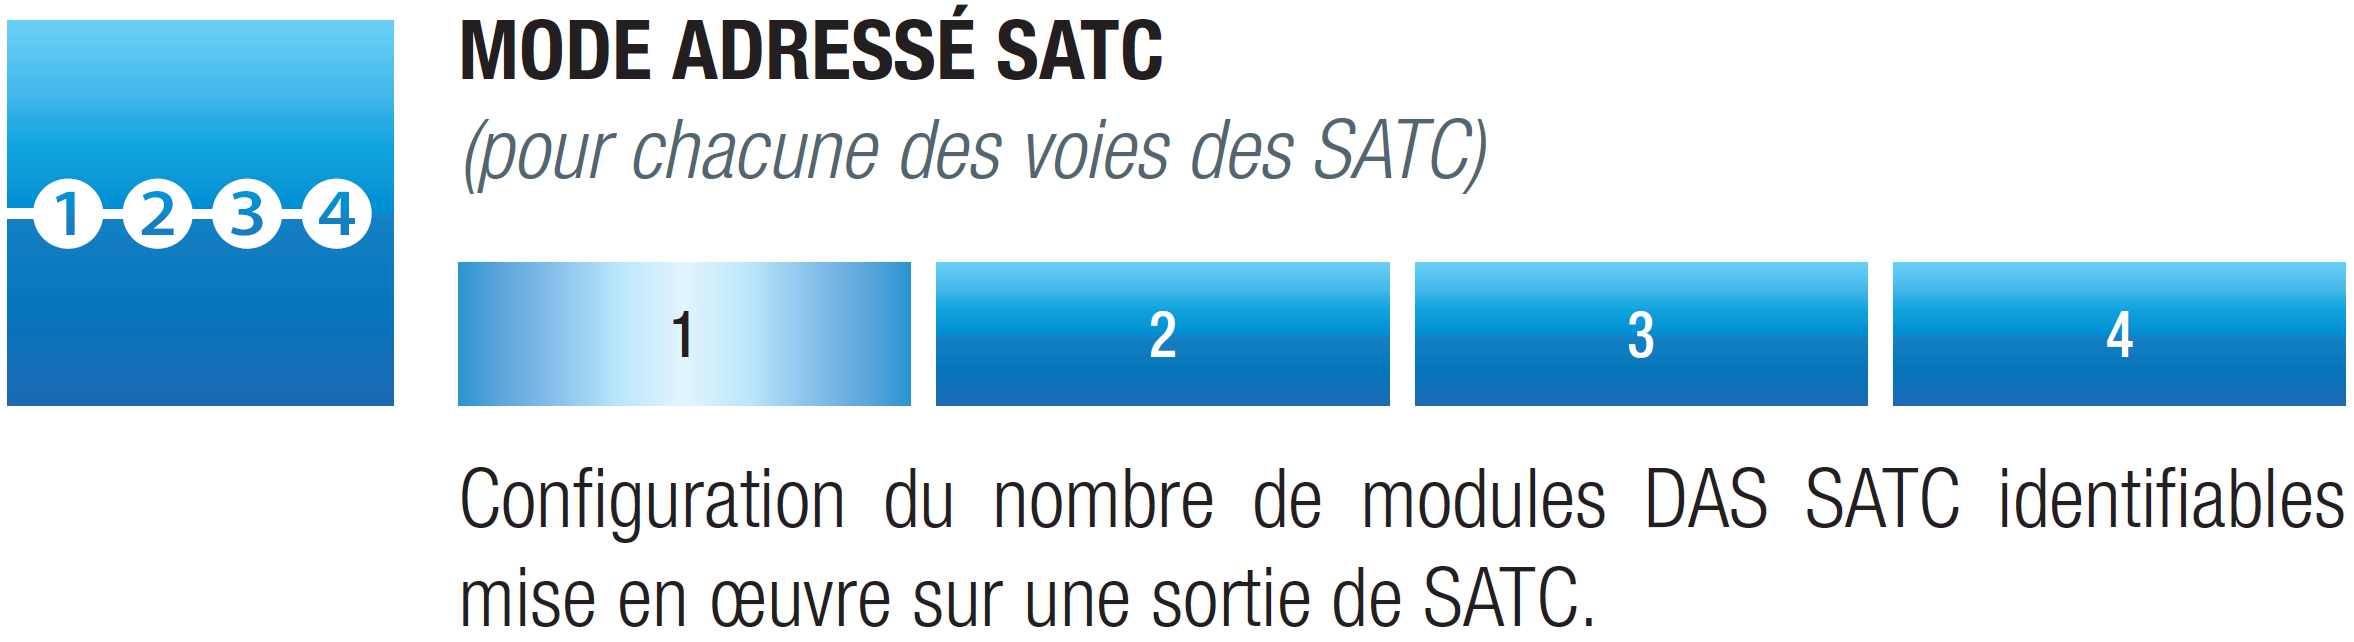 MODE ADRESSÉ SATC
(pour chacune des voies des SATC)
1 2 3 4
1 2 3 4
Configuration du nombre de modules DAS SATC identifiables
mise en œuvre sur une sortie de SATC.